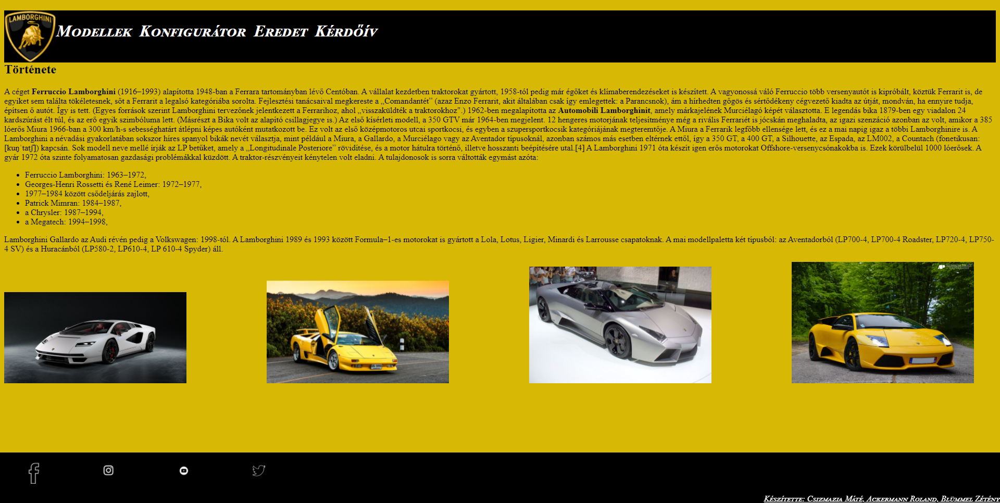 LAMBORGHINI
Modellek Konfigurátor Eredet Kérdőív
Története
A céget Ferruccio Lamborghini (1916–1993) alapította 1948-ban a Ferrara tartományban lévő Centóban. A vállalat kezdetben traktorokat gyártott, 1958-tól pedig már égőket és klímaberendezéseket is készített. A vagyonossá váló Ferruccio több versenyautót is kipróbált, köztük Ferrarit is, de
egyiket sem találta tökéletesnek, sőt a Ferrarit a legalsó kategóriába sorolta. Fejlesztési tanácsaival megkereste a „Comandantét” (azaz Enzo Ferrarit, akit általában csak így emlegettek: a Parancsnok), ám a hírhedten gőgös és sértődékeny cégvezető kiadta az útját, mondván, ha ennyire tudja,
építsen ő autót. Így is tett. (Egyes források szerint Lamborghini tervezőnek jelentkezett a Ferrarihoz, ahol „visszaküldték a traktorokhoz".) 1962-ben megalapította az Automobili Lamborghinit, amely márkajelének Murciélagó képét választotta. E legendás bika 1879-ben egy viadalon 24
kardszúrást élt túl, és az erő egyik szimbóluma lett. (Másrészt a Bika volt az alapító csillagjegye is.) Az első kísérleti modell, a 350 GTV már 1964-ben megjelent. 12 hengeres motorjának teljesítménye még a rivális Ferrariét is jócskán meghaladta, az igazi szenzáció azonban az volt, amikor a 385
lóerős Miura 1966-ban a 300 km/h-s sebességhatárt átlépni képes autóként mutatkozott be. Ez volt az első középmotoros utcai sportkocsi, és egyben a szupersportkocsik kategóriájának megteremtője. A Miura a Ferrarik legfőbb ellensége lett, és ez a mai napig igaz a többi Lamborghinire is. A
Lamborghini a névadási gyakorlatában sokszor híres spanyol bikák nevét választja, mint például a Miura, a Gallardo, a Murciélago vagy az Aventador típusoknál, azonban számos más esetben eltérnek ettől, így a 350 GT, a 400 GT, a Silhouette, az Espada, az LM002, a Countach (fonetikusan:
[kuɲˈtatʃ]) kapcsán. Sok modell neve mellé írják az LP betűket, amely a „Longitudinale Posteriore” rövidítése, és a motor hátulra történő, illetve hosszanti beépítésére utal.[4] A Lamborghini 1971 óta készít igen erős motorokat Offshore-versenycsónakokba is. Ezek körülbelül 1000 lóerősek. A
gyár 1972 óta szinte folyamatosan gazdasági problémákkal küzdött. A traktor-részvényeit kénytelen volt eladni. A tulajdonosok is sorra váltották egymást azóta:
• Ferruccio Lamborghini: 1963–1972,
• Georges-Henri Rossetti és René Leimer: 1972–1977,
• 1977–1984 között csődeljárás zajlott,
• Patrick Mimran: 1984–1987,
• a Chrysler: 1987–1994,
• a Megatech: 1994–1998,
Lamborghini Gallardo az Audi révén pedig a Volkswagen: 1998-tól. A Lamborghini 1989 és 1993 között Formula–1-es motorokat is gyártott a Lola, Lotus, Ligier, Minardi és Larrousse csapatoknak. A mai modellpaletta két típusból: az Aventadorból (LP700-4, LP700-4 Roadster, LP720-4, LP750-
4 SV) és a Huracánból (LP580-2, LP610-4, LP 610-4 Spyder) áll.
Készítette: Csizmazia Máté, Ackermann Roland, Blümmel Zétény